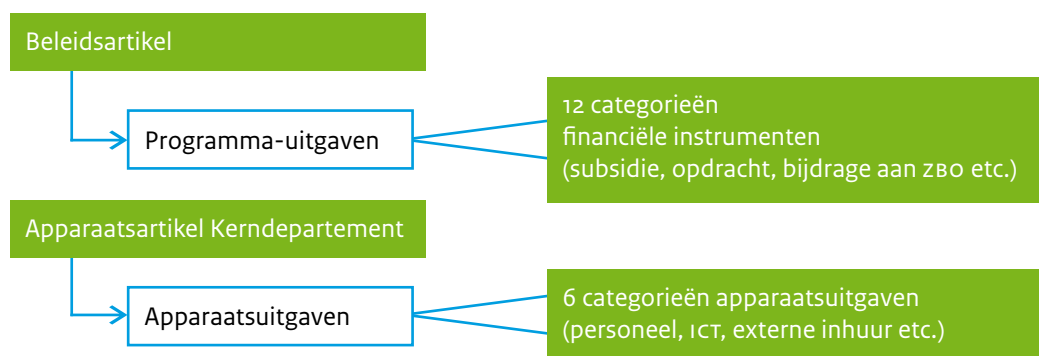 Beleidsartikel
Programma-uitgaven
12 categorieën
financiële instrumenten
(subsidie, opdracht, bijdrage aan ZBO etc.)
Apparaatsartikel Kerndepartement
Apparaatsuitgaven
6 categorieën apparaatsuitgaven
(personeel, ICT, externe inhuur etc.)